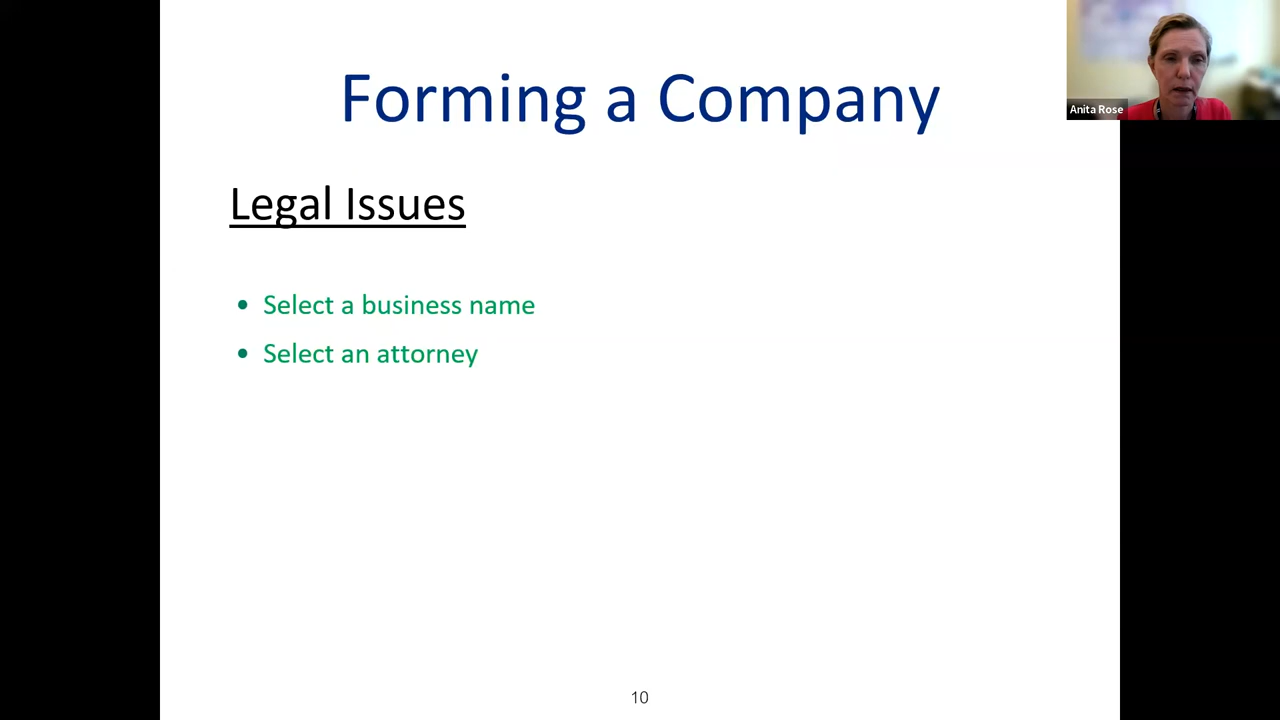 Forming a Company
Anita Rose
Legal Issues
• Select a business name
• Select an attorney
10